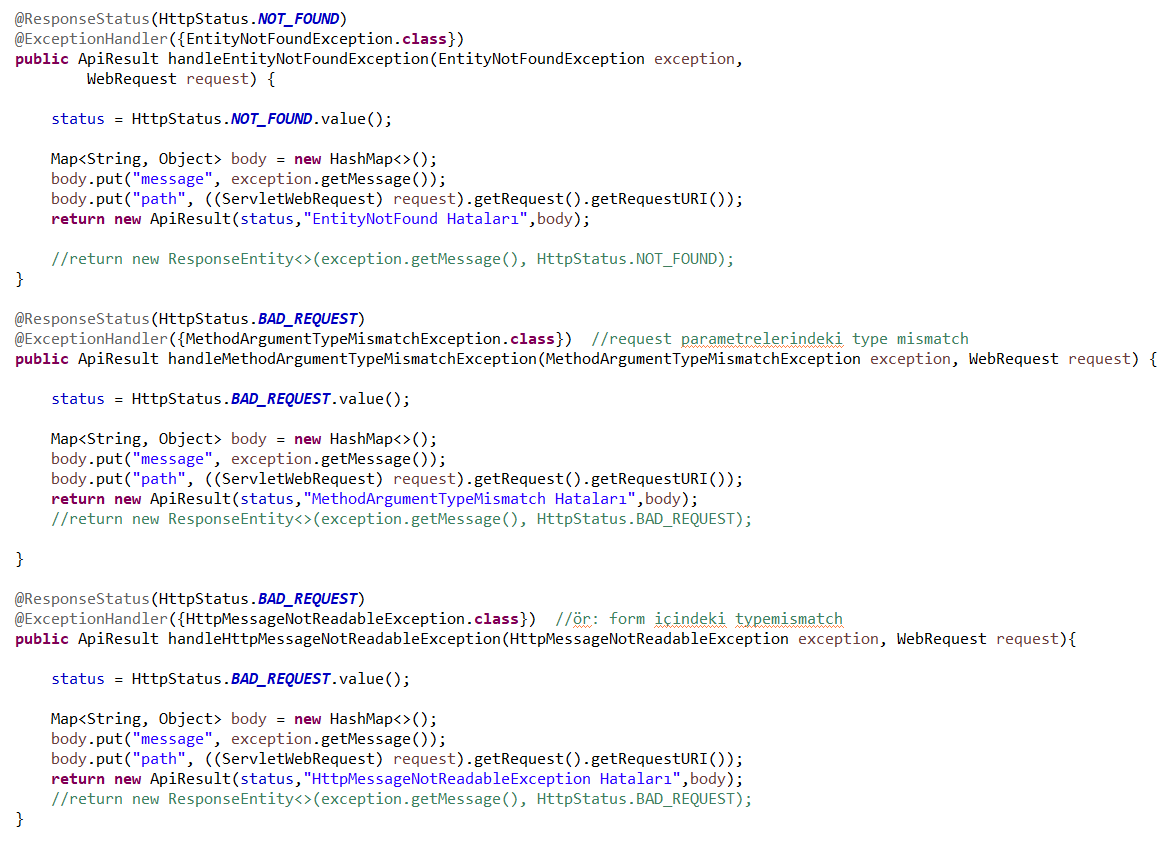 @ResponseStatus(HttpStatus.NOT_FOUND)
@ExceptionHandler({EntityNotFoundException.class})
public ApiResult handleEntityNotFoundException(EntityNotFoundException exception,
        WebRequest request) {

    status = HttpStatus.NOT_FOUND.value();

    Map<String, Object> body = new HashMap<>();
    body.put("message", exception.getMessage());
    body.put("path", ((ServletWebRequest) request).getRequest().getRequestURI());
    return new ApiResult(status,"EntityNotFound Hataları",body);

    //return new ResponseEntity<>(exception.getMessage(), HttpStatus.NOT_FOUND);
}

@ResponseStatus(HttpStatus.BAD_REQUEST)
@ExceptionHandler({MethodArgumentTypeMismatchException.class})  //request parametrelerindeki type mismatch
public ApiResult handleMethodArgumentTypeMismatchException(MethodArgumentTypeMismatchException exception, WebRequest request) {

    status = HttpStatus.BAD_REQUEST.value();

    Map<String, Object> body = new HashMap<>();
    body.put("message", exception.getMessage());
    body.put("path", ((ServletWebRequest) request).getRequest().getRequestURI());
    return new ApiResult(status,"MethodArgumentTypeMismatch Hataları",body);
    //return new ResponseEntity<>(exception.getMessage(), HttpStatus.BAD_REQUEST);

}

@ResponseStatus(HttpStatus.BAD_REQUEST)
@ExceptionHandler({HttpMessageNotReadableException.class})  //ör: form içindeki typemismatch
public ApiResult handleHttpMessageNotReadableException(HttpMessageNotReadableException exception, WebRequest request){

    status = HttpStatus.BAD_REQUEST.value();

    Map<String, Object> body = new HashMap<>();
    body.put("message", exception.getMessage());
    body.put("path", ((ServletWebRequest) request).getRequest().getRequestURI());
    return new ApiResult(status,"HttpMessageNotReadableException Hataları",body);
    //return new ResponseEntity<>(exception.getMessage(), HttpStatus.BAD_REQUEST);
}